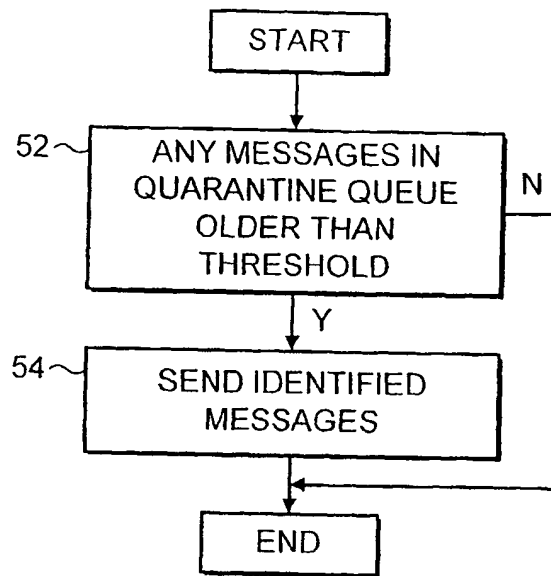 START
52
ANY MESSAGES IN
QUARANTINE QUEUE
OLDER THAN
THRESHOLD
N
Y
54
SEND IDENTIFIED
MESSAGES
END